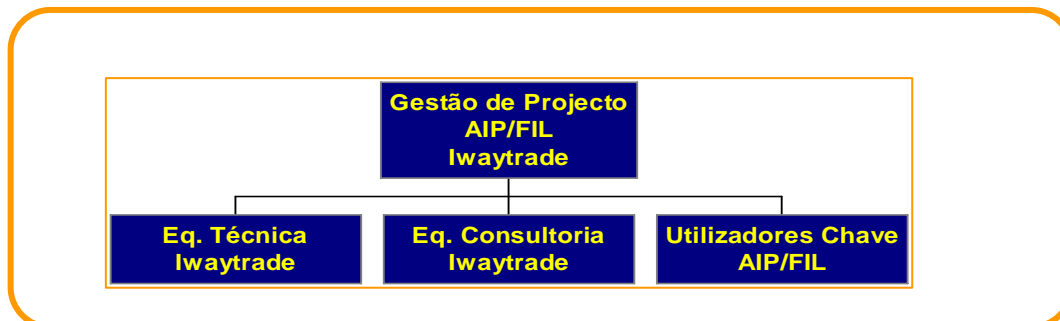 Gestão de Projecto
AIP/FIL
Iwaytrade
Eq. Técnica
Iwaytrade
Eq. Consultoria
Iwaytrade
Utilizadores Chave
AIP/FIL